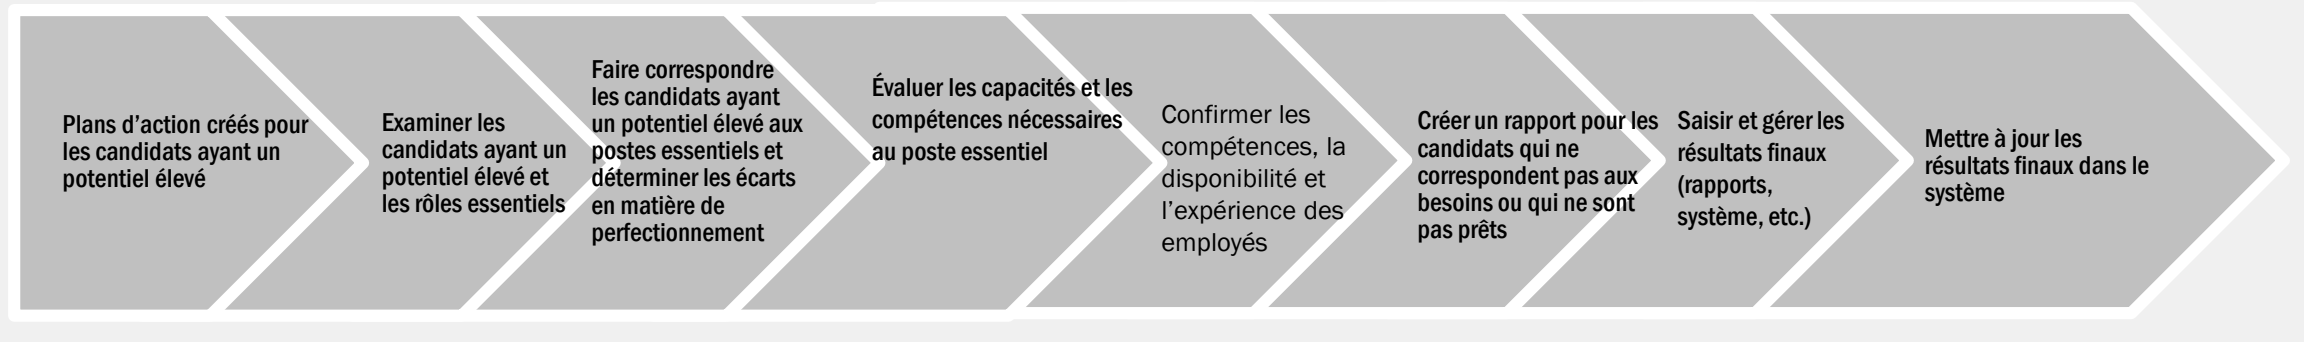 Plans d’action créés pour
les candidats ayant un
potentiel élevé
Examiner les
candidats ayant un
potentiel élevé et
les rôles essentiels
Faire correspondre
les candidats ayant
un potentiel élevé aux
postes essentiels et
déterminer les écarts
en matière de
perfectionnement
Évaluer les capacités et les
compétences nécessaires
au poste essentiel
Confirmer les
compétences, la
disponibilité et
l’expérience des
employés
Créer un rapport pour les
candidats qui ne
correspondent pas aux
besoins ou qui ne sont
pas prêts
Saisir et gérer les
résultats finaux
(rapports,
système, etc.)
Mettre à jour les
résultats finaux dans le
système